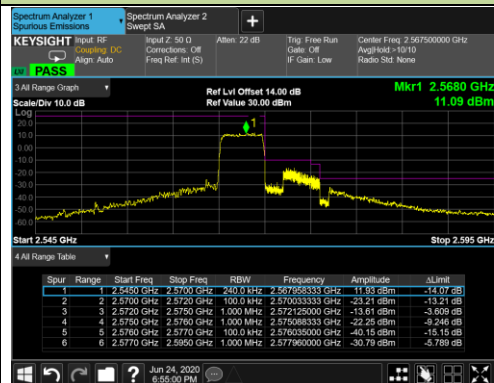 Spectrum Analyzer 1
Spurious Emissions
Spectrum Analyzer 2
Swept SA
+
KEYSIGHT
Input: RF
Coupling: DC
Align: Auto
Input Z: 50 Ω
Corrections: Off
Freq Ref: Int (S)
Atten: 22 dB
Trig: Free Run
Gate: Off
IF Gain: Low
Center Freq: 2.567500000 GHz
Avg|Hold:>10/10
Radio Std: None
PASS
3 All Range Graph
Scale/Div 10.0 dB
Ref Lvl Offset 14.00 dB
Ref Value 30.00 dBm
Mkr1 2.5680 GHz
11.09 dBm
Log
20.0
10.0
0.00
-10.0
-20.0
-30.0
-40.0
-50.0
-60.0
1
Start 2.545 GHz
Stop 2.595 GHz
4 All Range Table
Spur Range Start Freq Stop Freq RBW Frequency Amplitude ΔLimit
1 1 2.5450 GHz 2.5700 GHz 240.0 kHz 2.567958333 GHz 11.93 dBm -14.07 dB
2 2 2.5700 GHz 2.5720 GHz 100.0 kHz 2.570033333 GHz -23.21 dBm -13.21 dB
3 3 2.5720 GHz 2.5750 GHz 1.000 MHz 2.572125000 GHz -13.61 dBm -3.609 dB
4 4 2.5750 GHz 2.5760 GHz 1.000 MHz 2.575088333 GHz -22.25 dBm -9.246 dB
5 5 2.5760 GHz 2.5770 GHz 100.0 kHz 2.576035000 GHz -40.15 dBm -15.15 dB
6 6 2.5770 GHz 2.5950 GHz 1.000 MHz 2.577960000 GHz -30.79 dBm -5.789 dB
?
Jun 24, 2020
6:55:00 PM